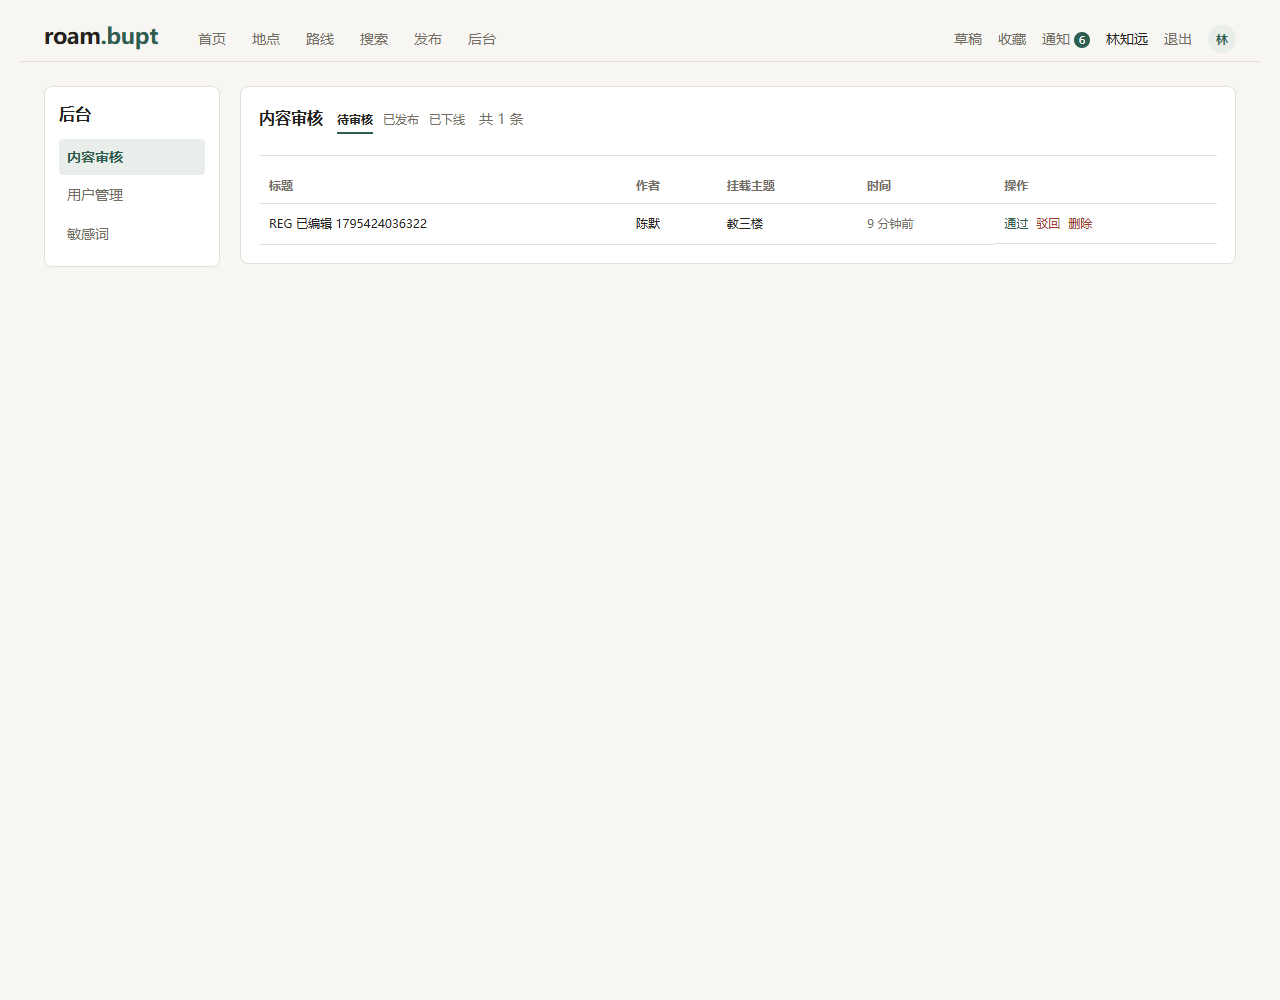 roam.bupt 首页 地点 路线 搜索 发布 后台 草稿 收藏 通知 6 林知远 退出 林
后台
内容审核
用户管理
敏感词
内容审核 待审核 已发布 已下线 共 1 条
标题 作者 挂载主题 时间 操作
REG 已编辑 1795424036322 陈默 教三楼 9 分钟前 通过 驳回 删除